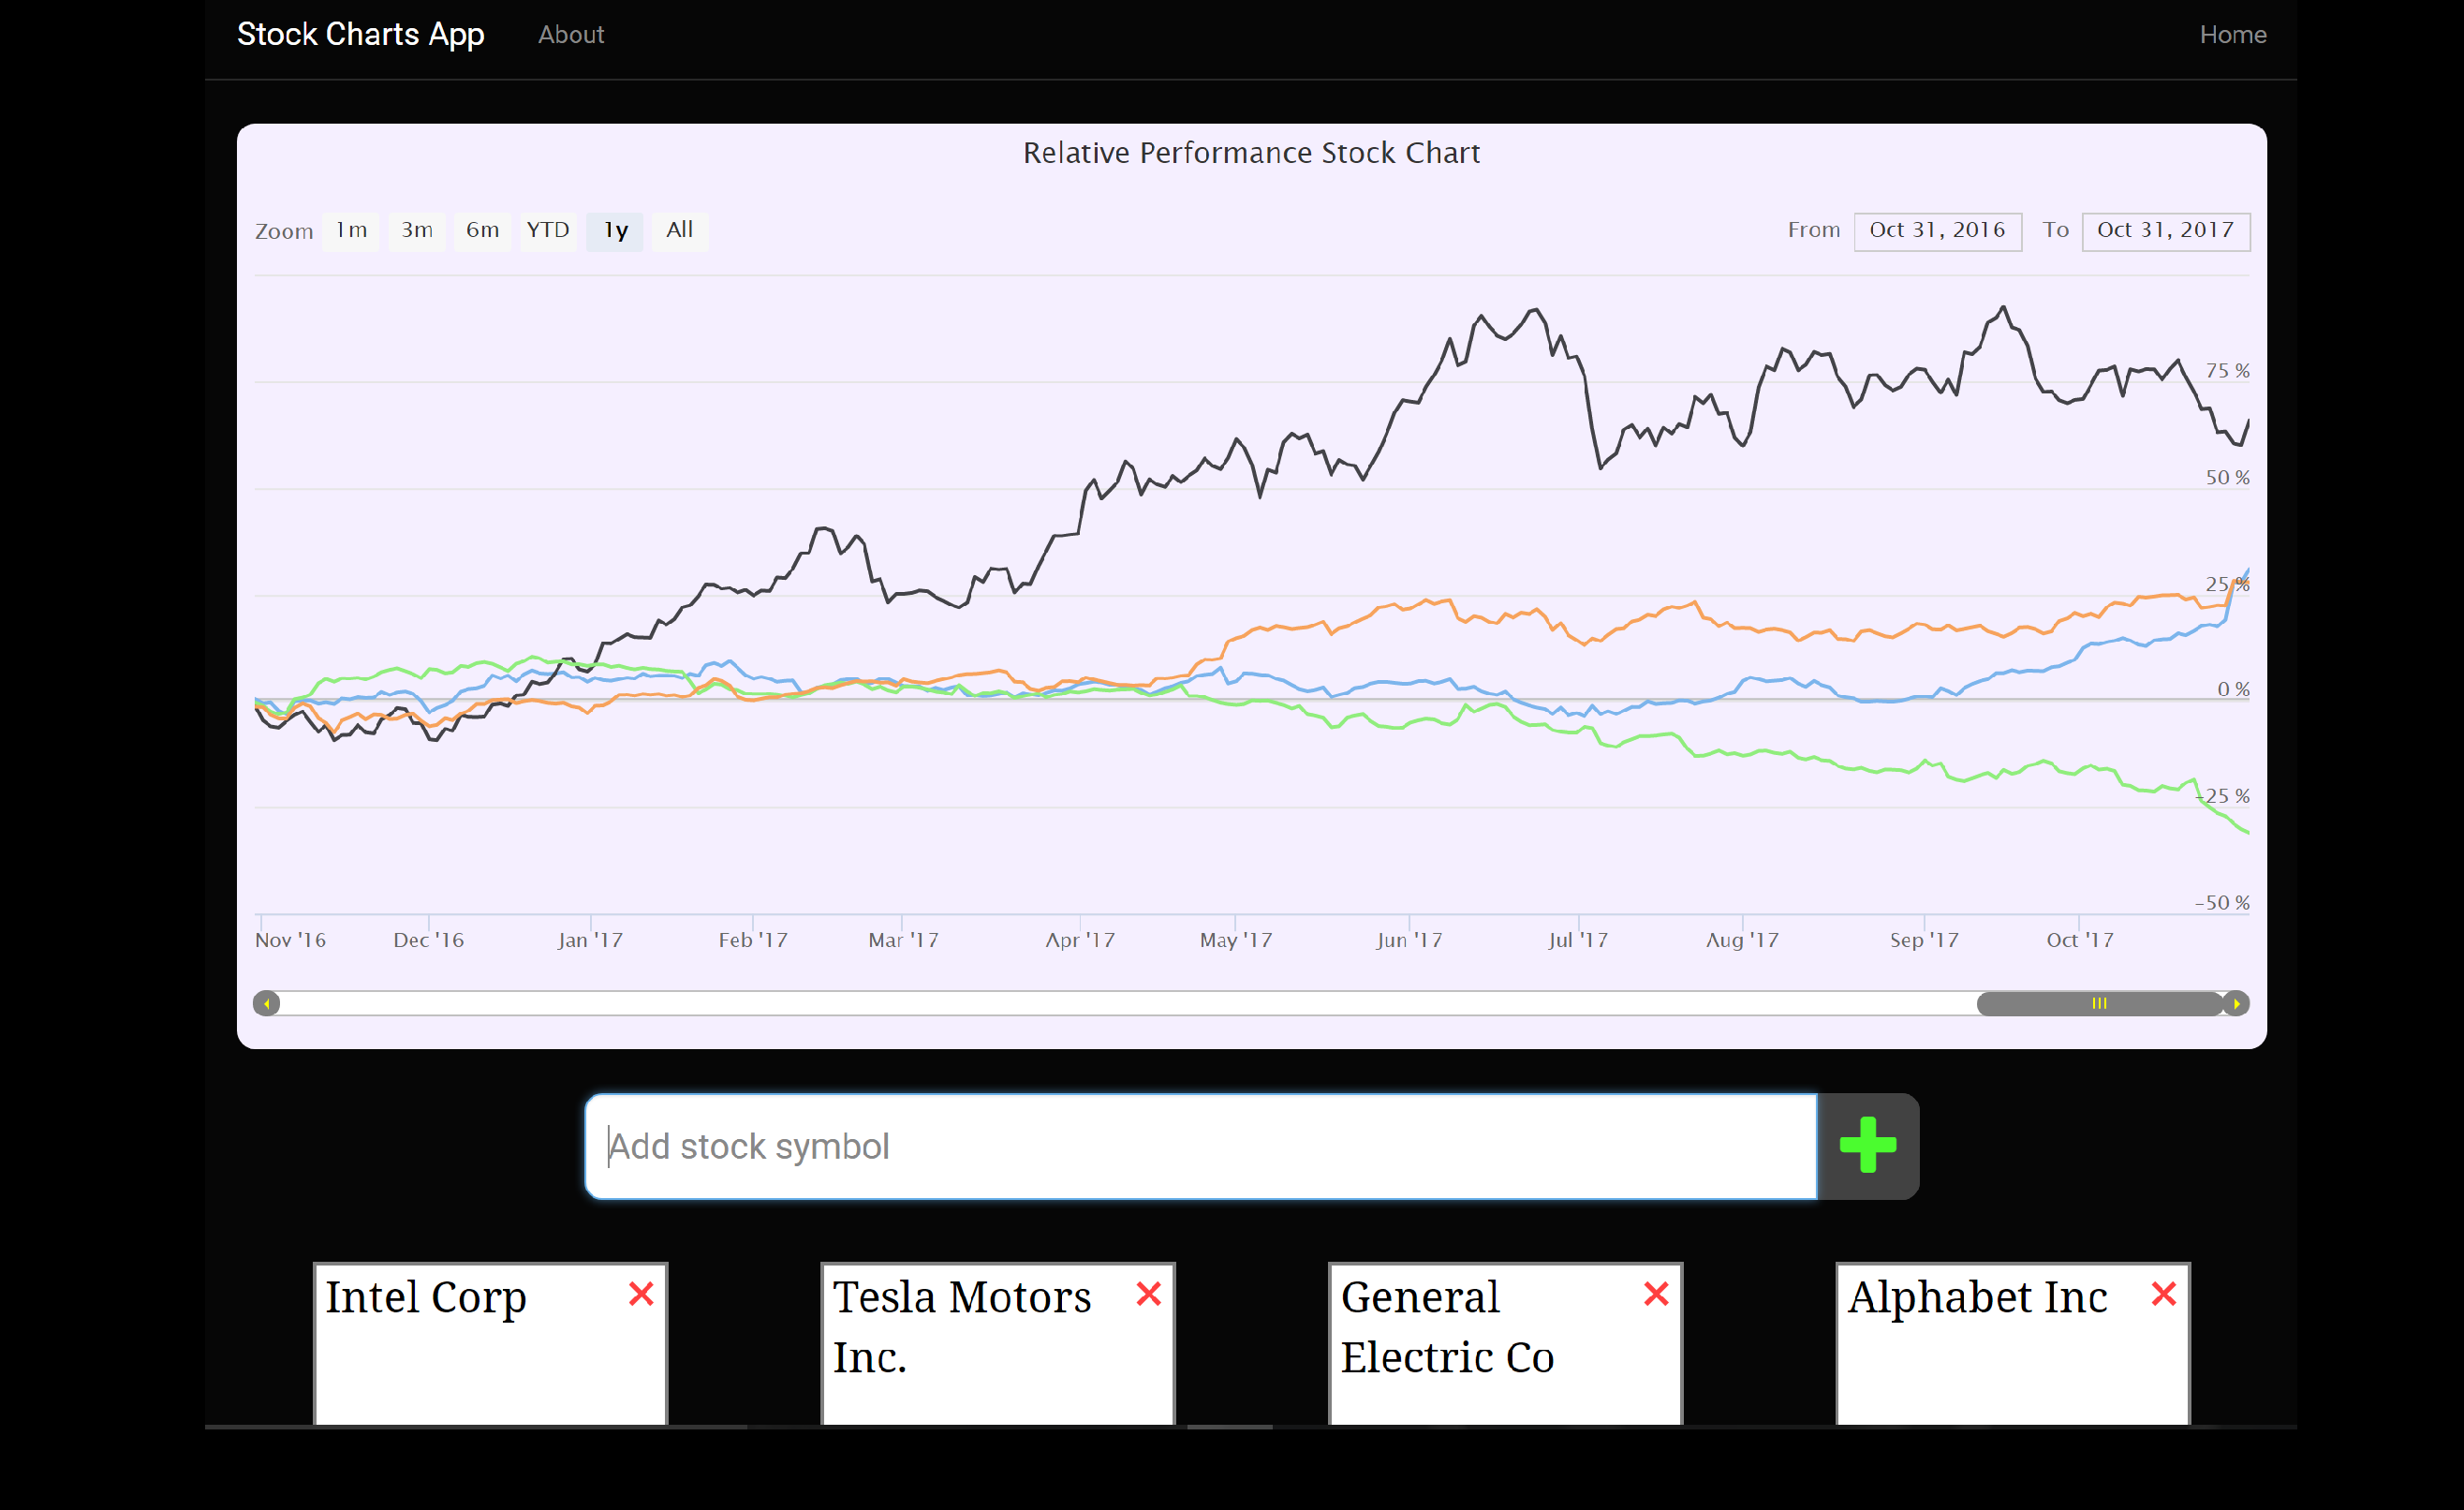 Stock Charts App About Home
Relative Performance Stock Chart
Zoom 1m 3m 6m YTD 1y All From Oct 31, 2016 To Oct 31, 2017
75 %
50 %
25 %
0 %
-25 %
-50 %
Nov '16 Dec '16 Jan '17 Feb '17 Mar '17 Apr '17 May '17 Jun '17 Jul '17 Aug '17 Sep '17 Oct '17
Add stock symbol
Intel Corp
Tesla Motors
Inc.
General
Electric Co
Alphabet Inc